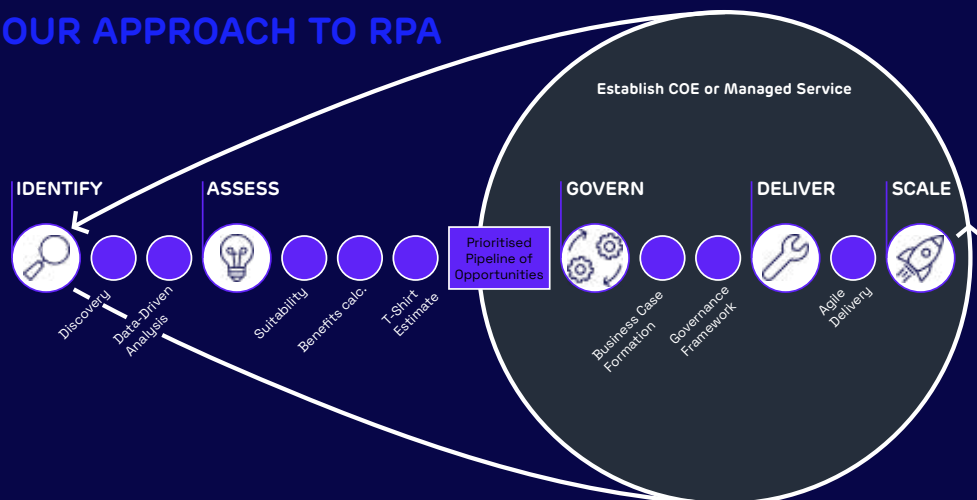 OUR APPROACH TO RPA
Establish COE or Managed Service
IDENTIFY
ASSESS
GOVERN
DELIVER
SCALE
Discovery
Data-Driven
Analysis
Suitability
Benefits calc.
T-Shirt
Estimate
Prioritised
Pipeline of
Opportunities
Business Case
Formation
Governance
Framework
Agile
Delivery